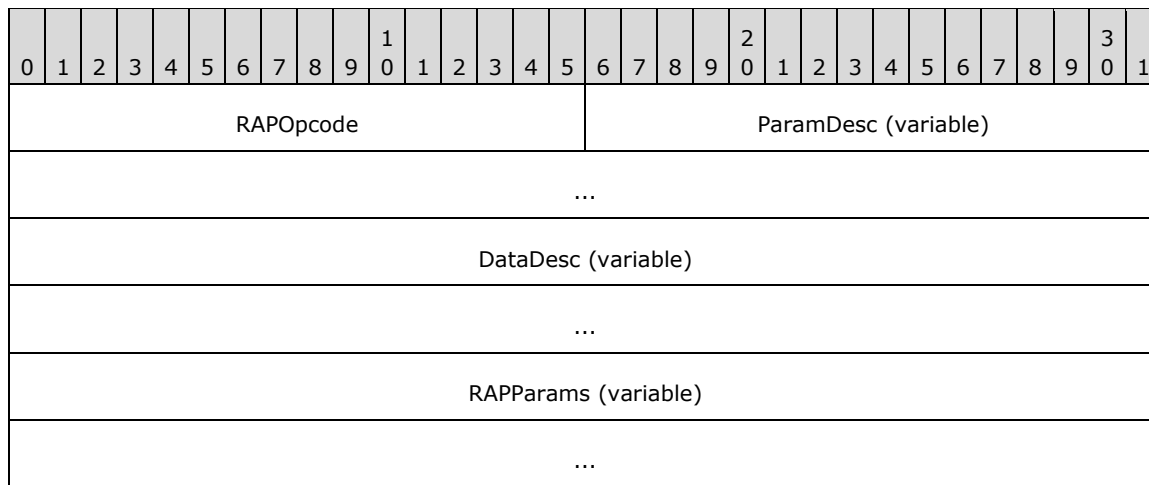 1 2 3
0 1 2 3 4 5 6 7 8 9 0 1 2 3 4 5 6 7 8 9 0 1 2 3 4 5 6 7 8 9 0 1
RAPOpcode ParamDesc (variable)
...
DataDesc (variable)
...
RAPParams (variable)
...